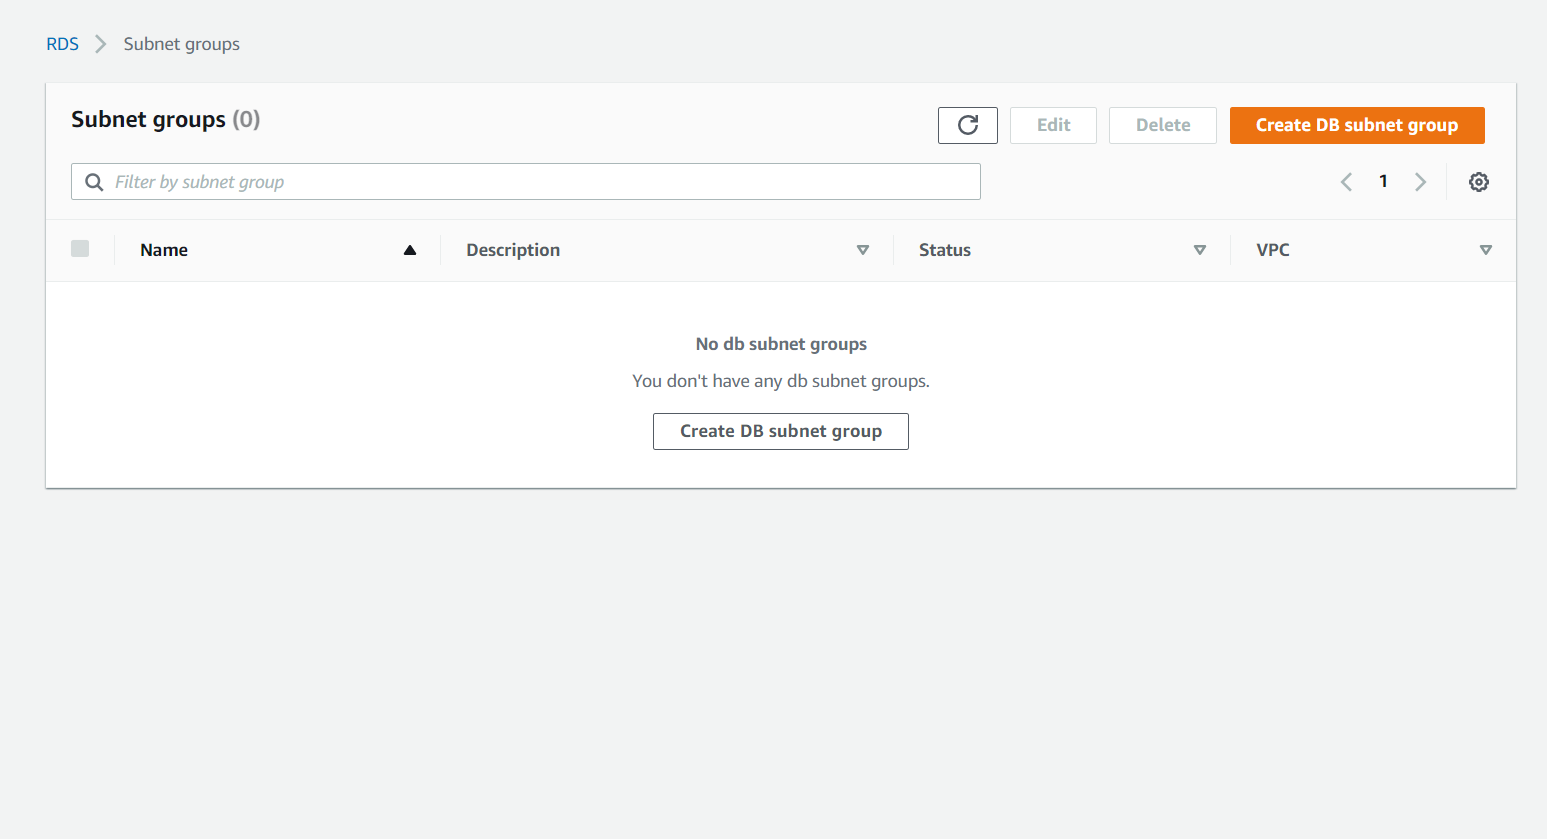 RDS > Subnet groups
Subnet groups (0)
Edit Delete Create DB subnet group
Filter by subnet group
1
Name Description Status VPC
No db subnet groups
You don't have any db subnet groups.
Create DB subnet group